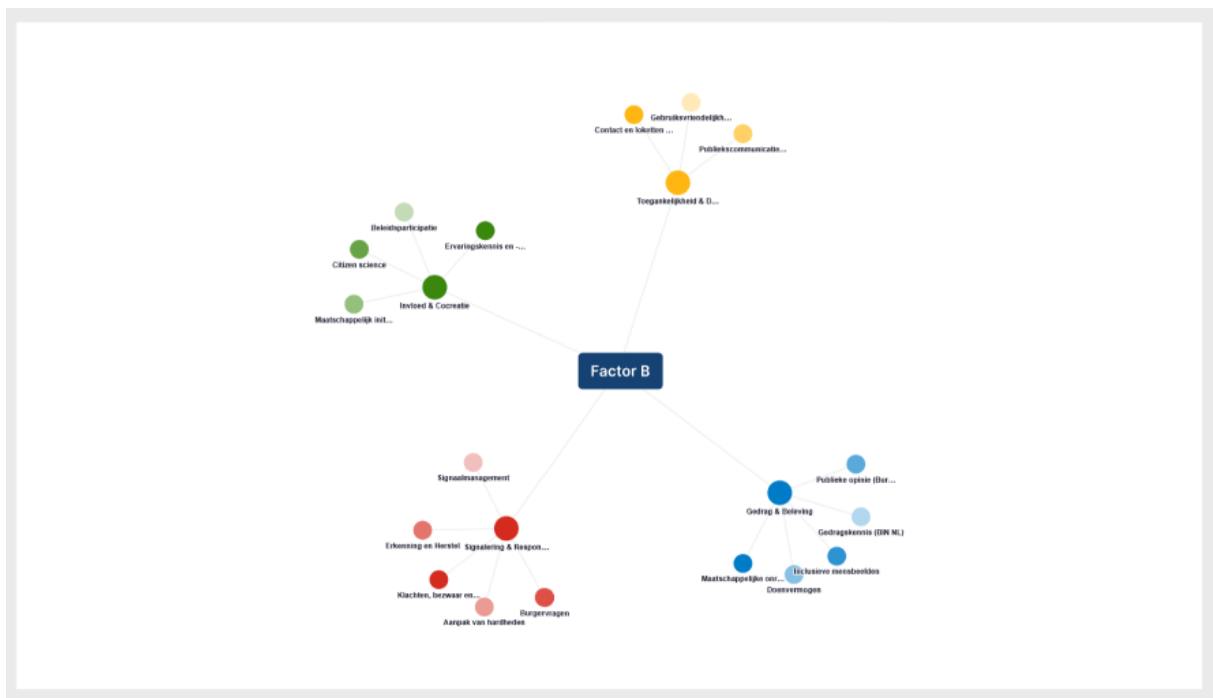 Gebruiksvriendelijkh...
Contact en loketten ...
Publiekscommunicatie...
Toegankelijkheid & D...
Beleidsparticipatie
Ervaringskennis en -...
Citizen science
Invloed & Cocreatie
Maatschappelijk init...
Factor B
Signaalmanagement
Publieke opinie (Bur...
Gedrag & Beleving
Gedragskennis (BIN NL)
Erkenning en Herstel
Signalering & Respon...
Inclusieve mensbeelden
Maatschappelijke onr...
Doenvermogen
Klachten, bezwaar en...
Burgervragen
Aanpak van hardheden